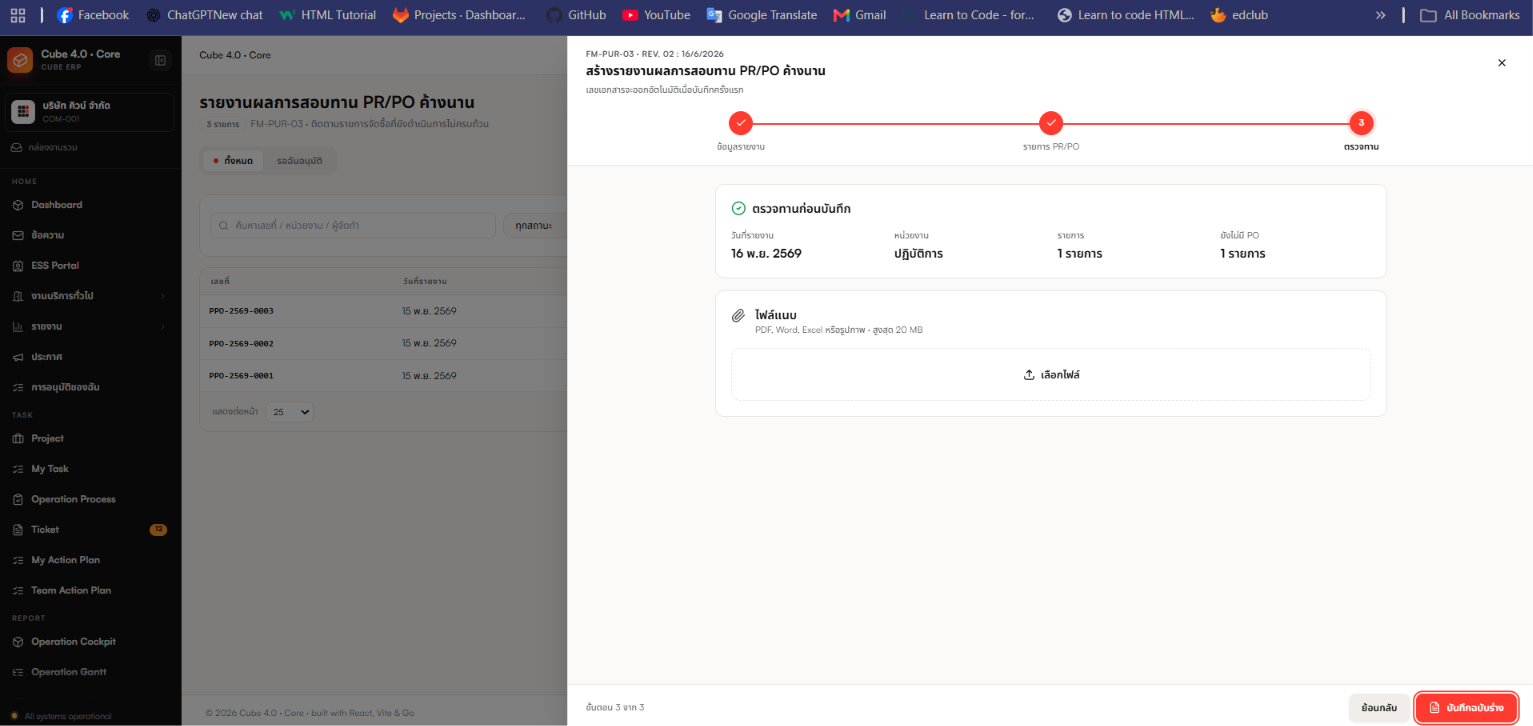 Facebook
ChatGPTNew chat
HTML Tutorial
Projects · Dashboar...
GitHub
YouTube
Google Translate
Gmail
Learn to Code - for...
Learn to code HTML...
edclub
All Bookmarks
Cube 4.0 • Core
CUBE ERP
บริษัท คิวบ์ จำกัด
COM-001
กล่องงานรวม
HOME
Dashboard
ข้อความ
ESS Portal
งานบริการทั่วไป
รายงาน
ประกาศ
การอนุมัติของฉัน
TASK
Project
My Task
Operation Process
Ticket
12
My Action Plan
Team Action Plan
REPORT
Operation Cockpit
Operation Gantt
All systems operational
Cube 4.0 • Core
รายงานผลการสอบทาน PR/PO ค้างนาน
3 รายการ FM-PUR-03 • ติดตามรายการจัดซื้อที่ยังดำเนินการไม่ครบถ้วน
ทั้งหมด รออนุมัติ
ค้นหาเลขที่ / หน่วยงาน / ผู้จัดทำ
ทุกสถานะ
เลขที่ วันที่รายงาน
PPO-2569-0003 15 พ.ย. 2569
PPO-2569-0002 15 พ.ย. 2569
PPO-2569-0001 15 พ.ย. 2569
แสดงต่อหน้า 25
© 2026 Cube 4.0 • Core - built with React, Vite & Go
FM-PUR-03 • REV. 02 : 16/6/2026
สร้างรายงานผลการสอบทาน PR/PO ค้างนาน
เลขเอกสารจะออกอัตโนมัติเมื่อบันทึกครั้งแรก
3
ข้อมูลรายงาน รายการ PR/PO ตรวจทาน
ตรวจทานก่อนบันทึก
วันที่รายงาน หน่วยงาน รายการ ยังไม่มี PO
16 พ.ย. 2569 ปฏิบัติการ 1 รายการ 1 รายการ
ไฟล์แนบ
PDF, Word, Excel หรือรูปภาพ • สูงสุด 20 MB
เลือกไฟล์
ขั้นตอน 3 จาก 3
ย้อนกลับ
บันทึกฉบับร่าง